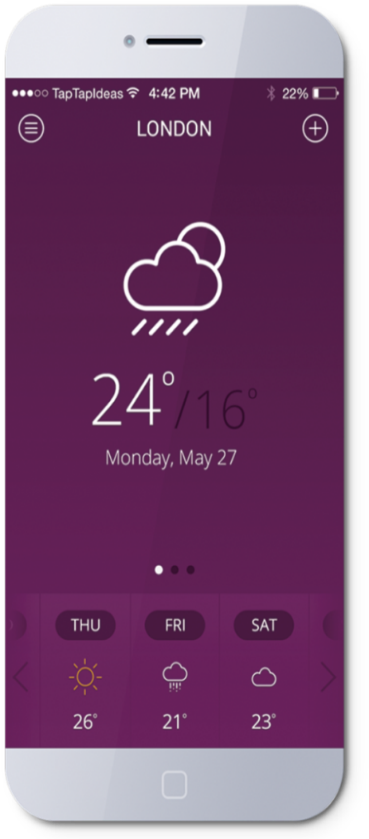 TapTapIdeas 4:42 PM 22%
LONDON
24°/16°
Monday, May 27
THU FRI SAT
26° 21° 23°